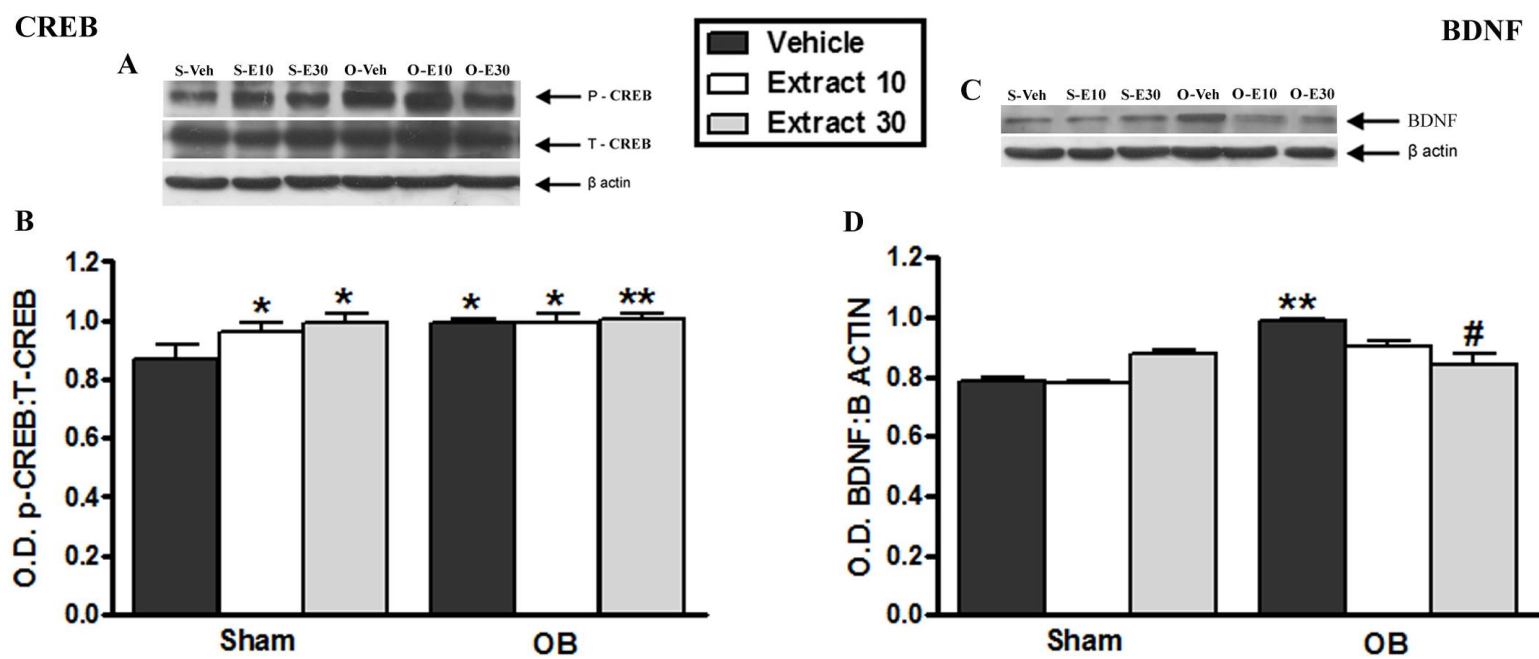 CREB
BDNF
Vehicle
Extract 10
Extract 30
A
S-Veh S-E10 S-E30 O-Veh O-E10 O-E30
P - CREB
T - CREB
β actin
C
S-Veh S-E10 S-E30 O-Veh O-E10 O-E30
BDNF
β actin
B
O.D. p-CREB:T-CREB
1.2
1.0
0.8
0.6
0.4
0.2
0.0
* * * * **
Sham OB
D
O.D. BDNF:B ACTIN
1.2
1.0
0.8
0.6
0.4
0.2
0.0
** #
Sham OB